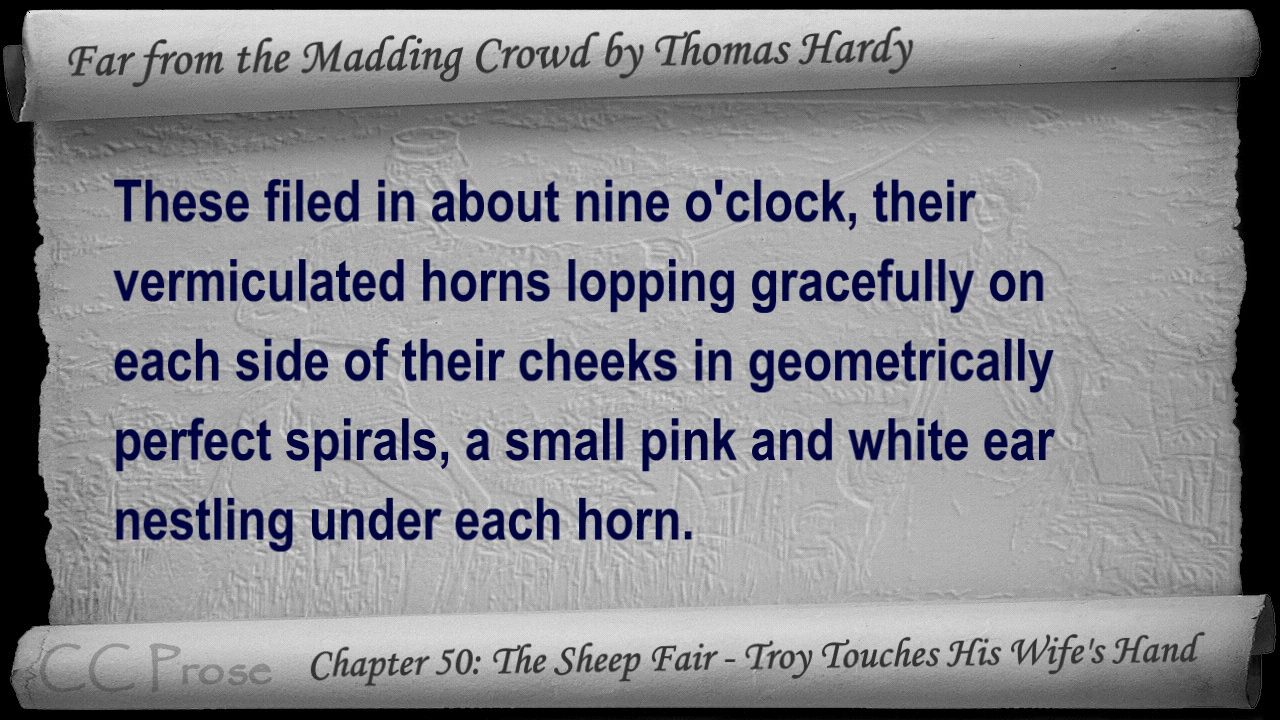 Far from the Madding Crowd by Thomas Hardy
These filed in about nine o'clock, their
vermiculated horns lopping gracefully on
each side of their cheeks in geometrically
perfect spirals, a small pink and white ear
nestling under each horn.
CC Prose
Chapter 50: The Sheep Fair - Troy Touches His Wife's Hand